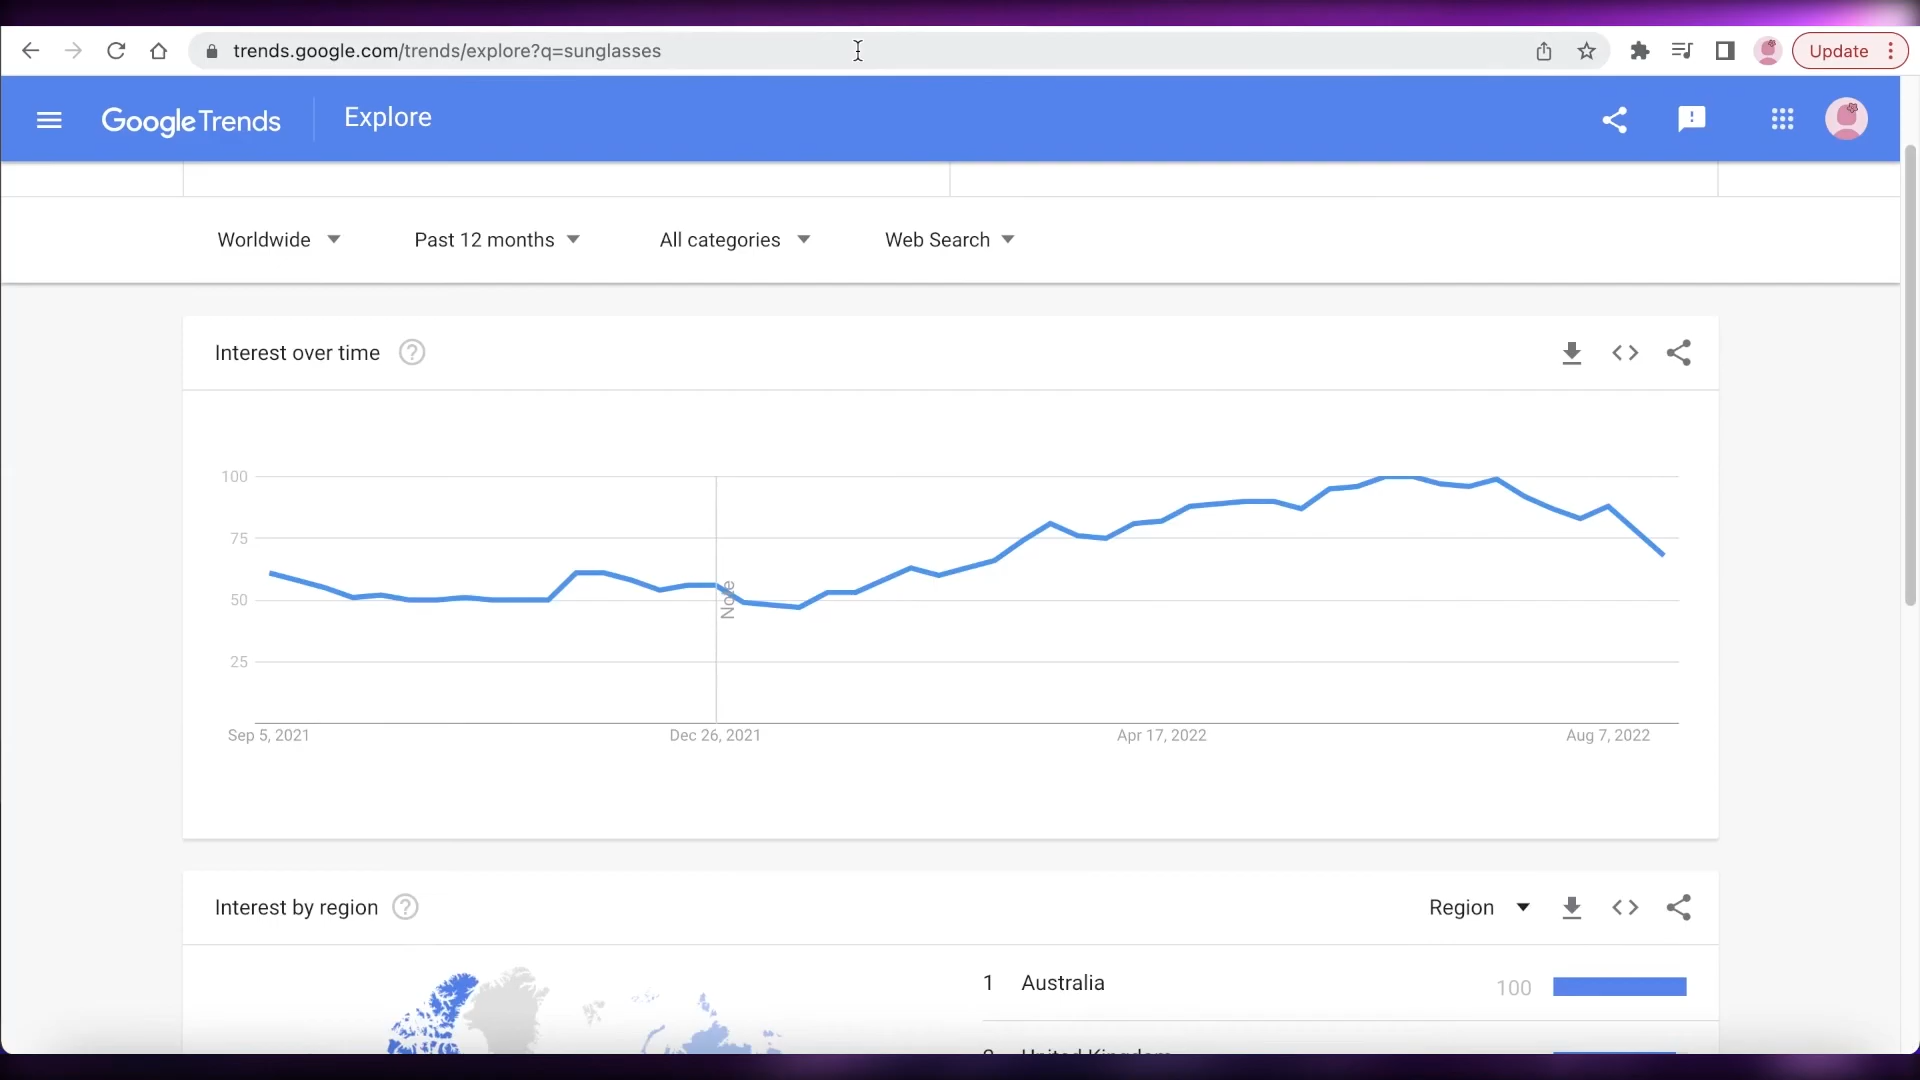 trends.google.com/trends/explore?q=sunglasses
Update
Google Trends
Explore
Worldwide
Past 12 months
All categories
Web Search
Interest over time
100
75
50
25
Note
Sep 5, 2021
Dec 26, 2021
Apr 17, 2022
Aug 7, 2022
Interest by region
Region
1 Australia 100
United Kingdom